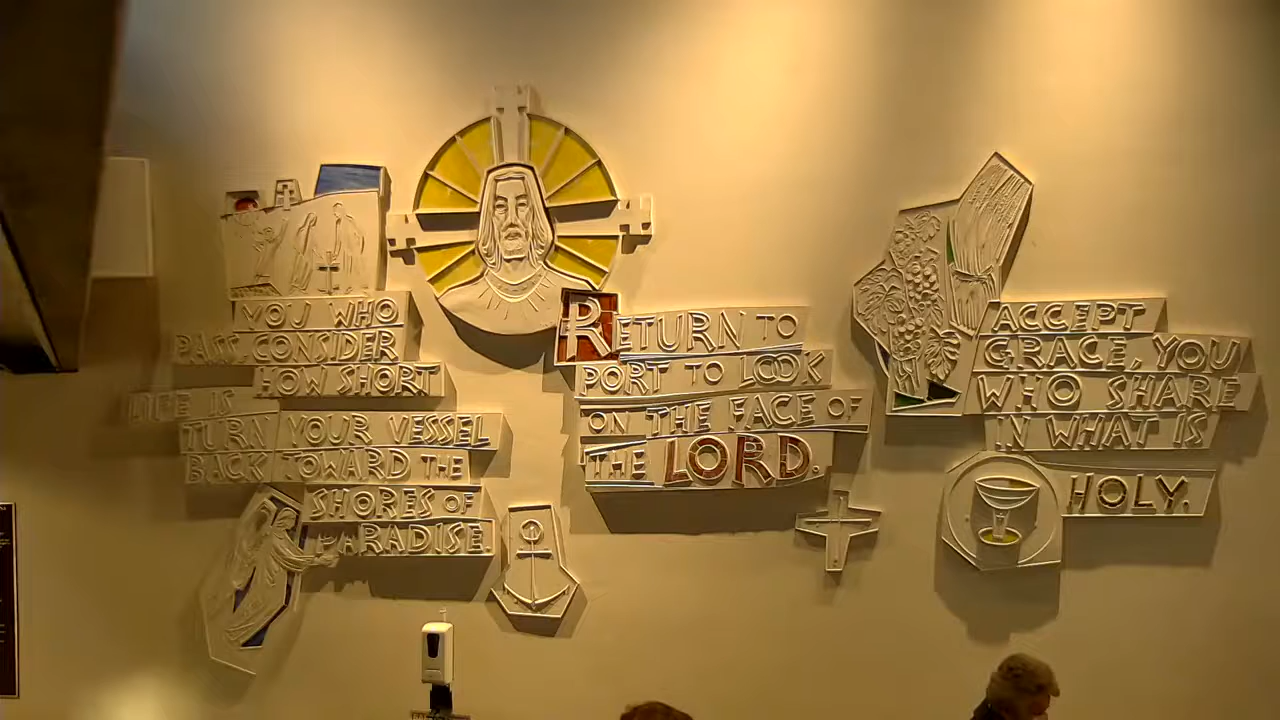 YOU WHO
PASS, CONSIDER
HOW SHORT
LIFE IS
TURN YOUR VESSEL
BACK TOWARD THE
SHORES OF
PARADISE.
RETURN TO
PORT TO LOOK
ON THE FACE OF
THE LORD.
ACCEPT
GRACE, YOU
WHO SHARE
IN WHAT IS
HOLY.